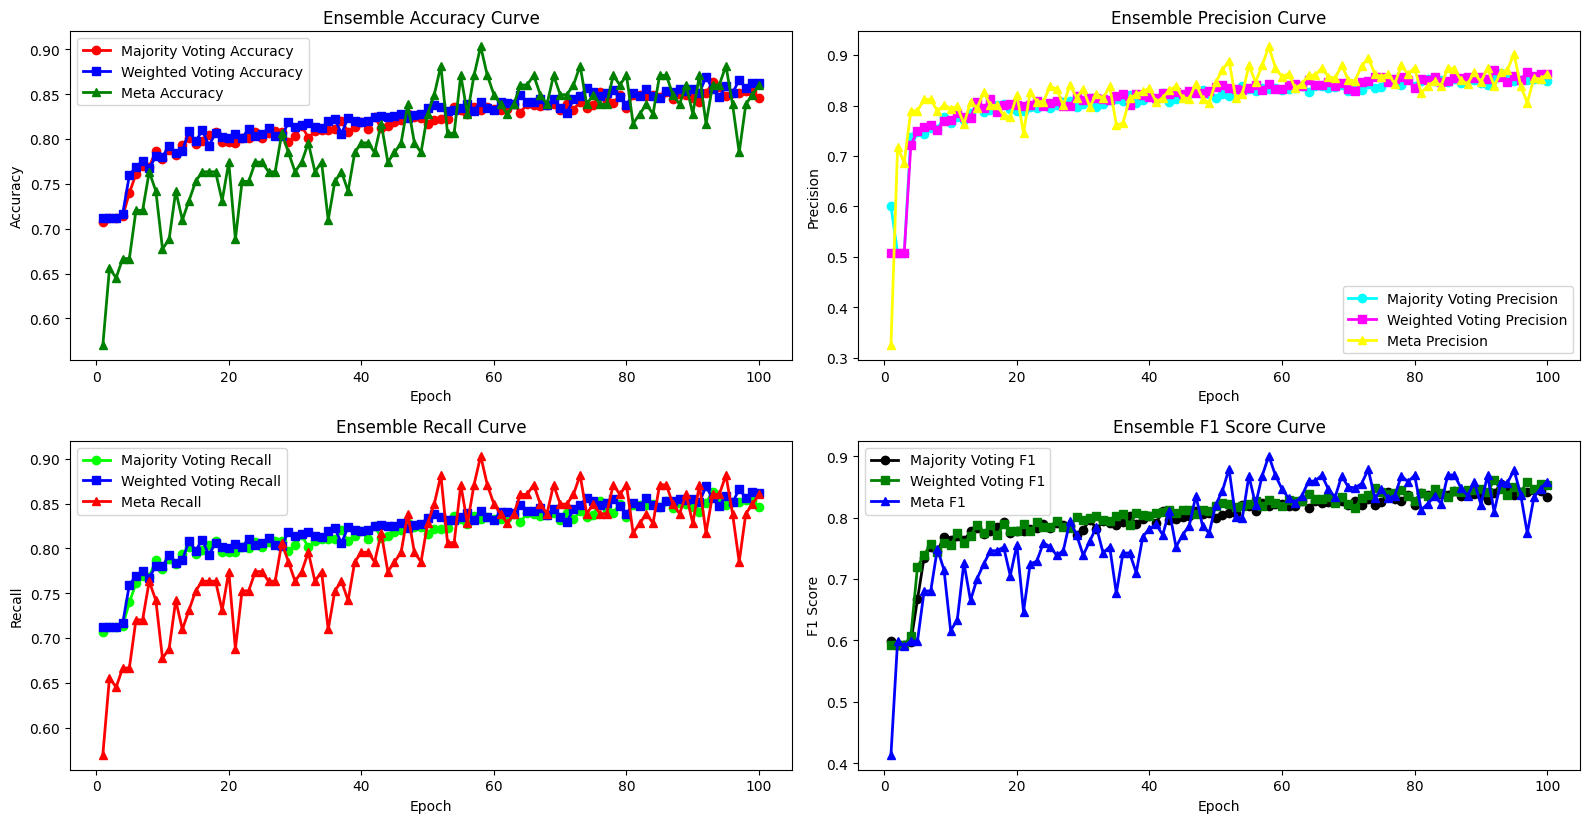 Ensemble Accuracy Curve
Majority Voting Accuracy
Weighted Voting Accuracy
Meta Accuracy
Accuracy
0.90
0.85
0.80
0.75
0.70
0.65
0.60
0 20 40 60 80 100
Epoch
Ensemble Precision Curve
Precision
0.9
0.8
0.7
0.6
0.5
0.4
0.3
Majority Voting Precision
Weighted Voting Precision
Meta Precision
0 20 40 60 80 100
Epoch
Ensemble Recall Curve
Majority Voting Recall
Weighted Voting Recall
Meta Recall
Recall
0.90
0.85
0.80
0.75
0.70
0.65
0.60
0 20 40 60 80 100
Epoch
Ensemble F1 Score Curve
Majority Voting F1
Weighted Voting F1
Meta F1
F1 Score
0.9
0.8
0.7
0.6
0.5
0.4
0 20 40 60 80 100
Epoch